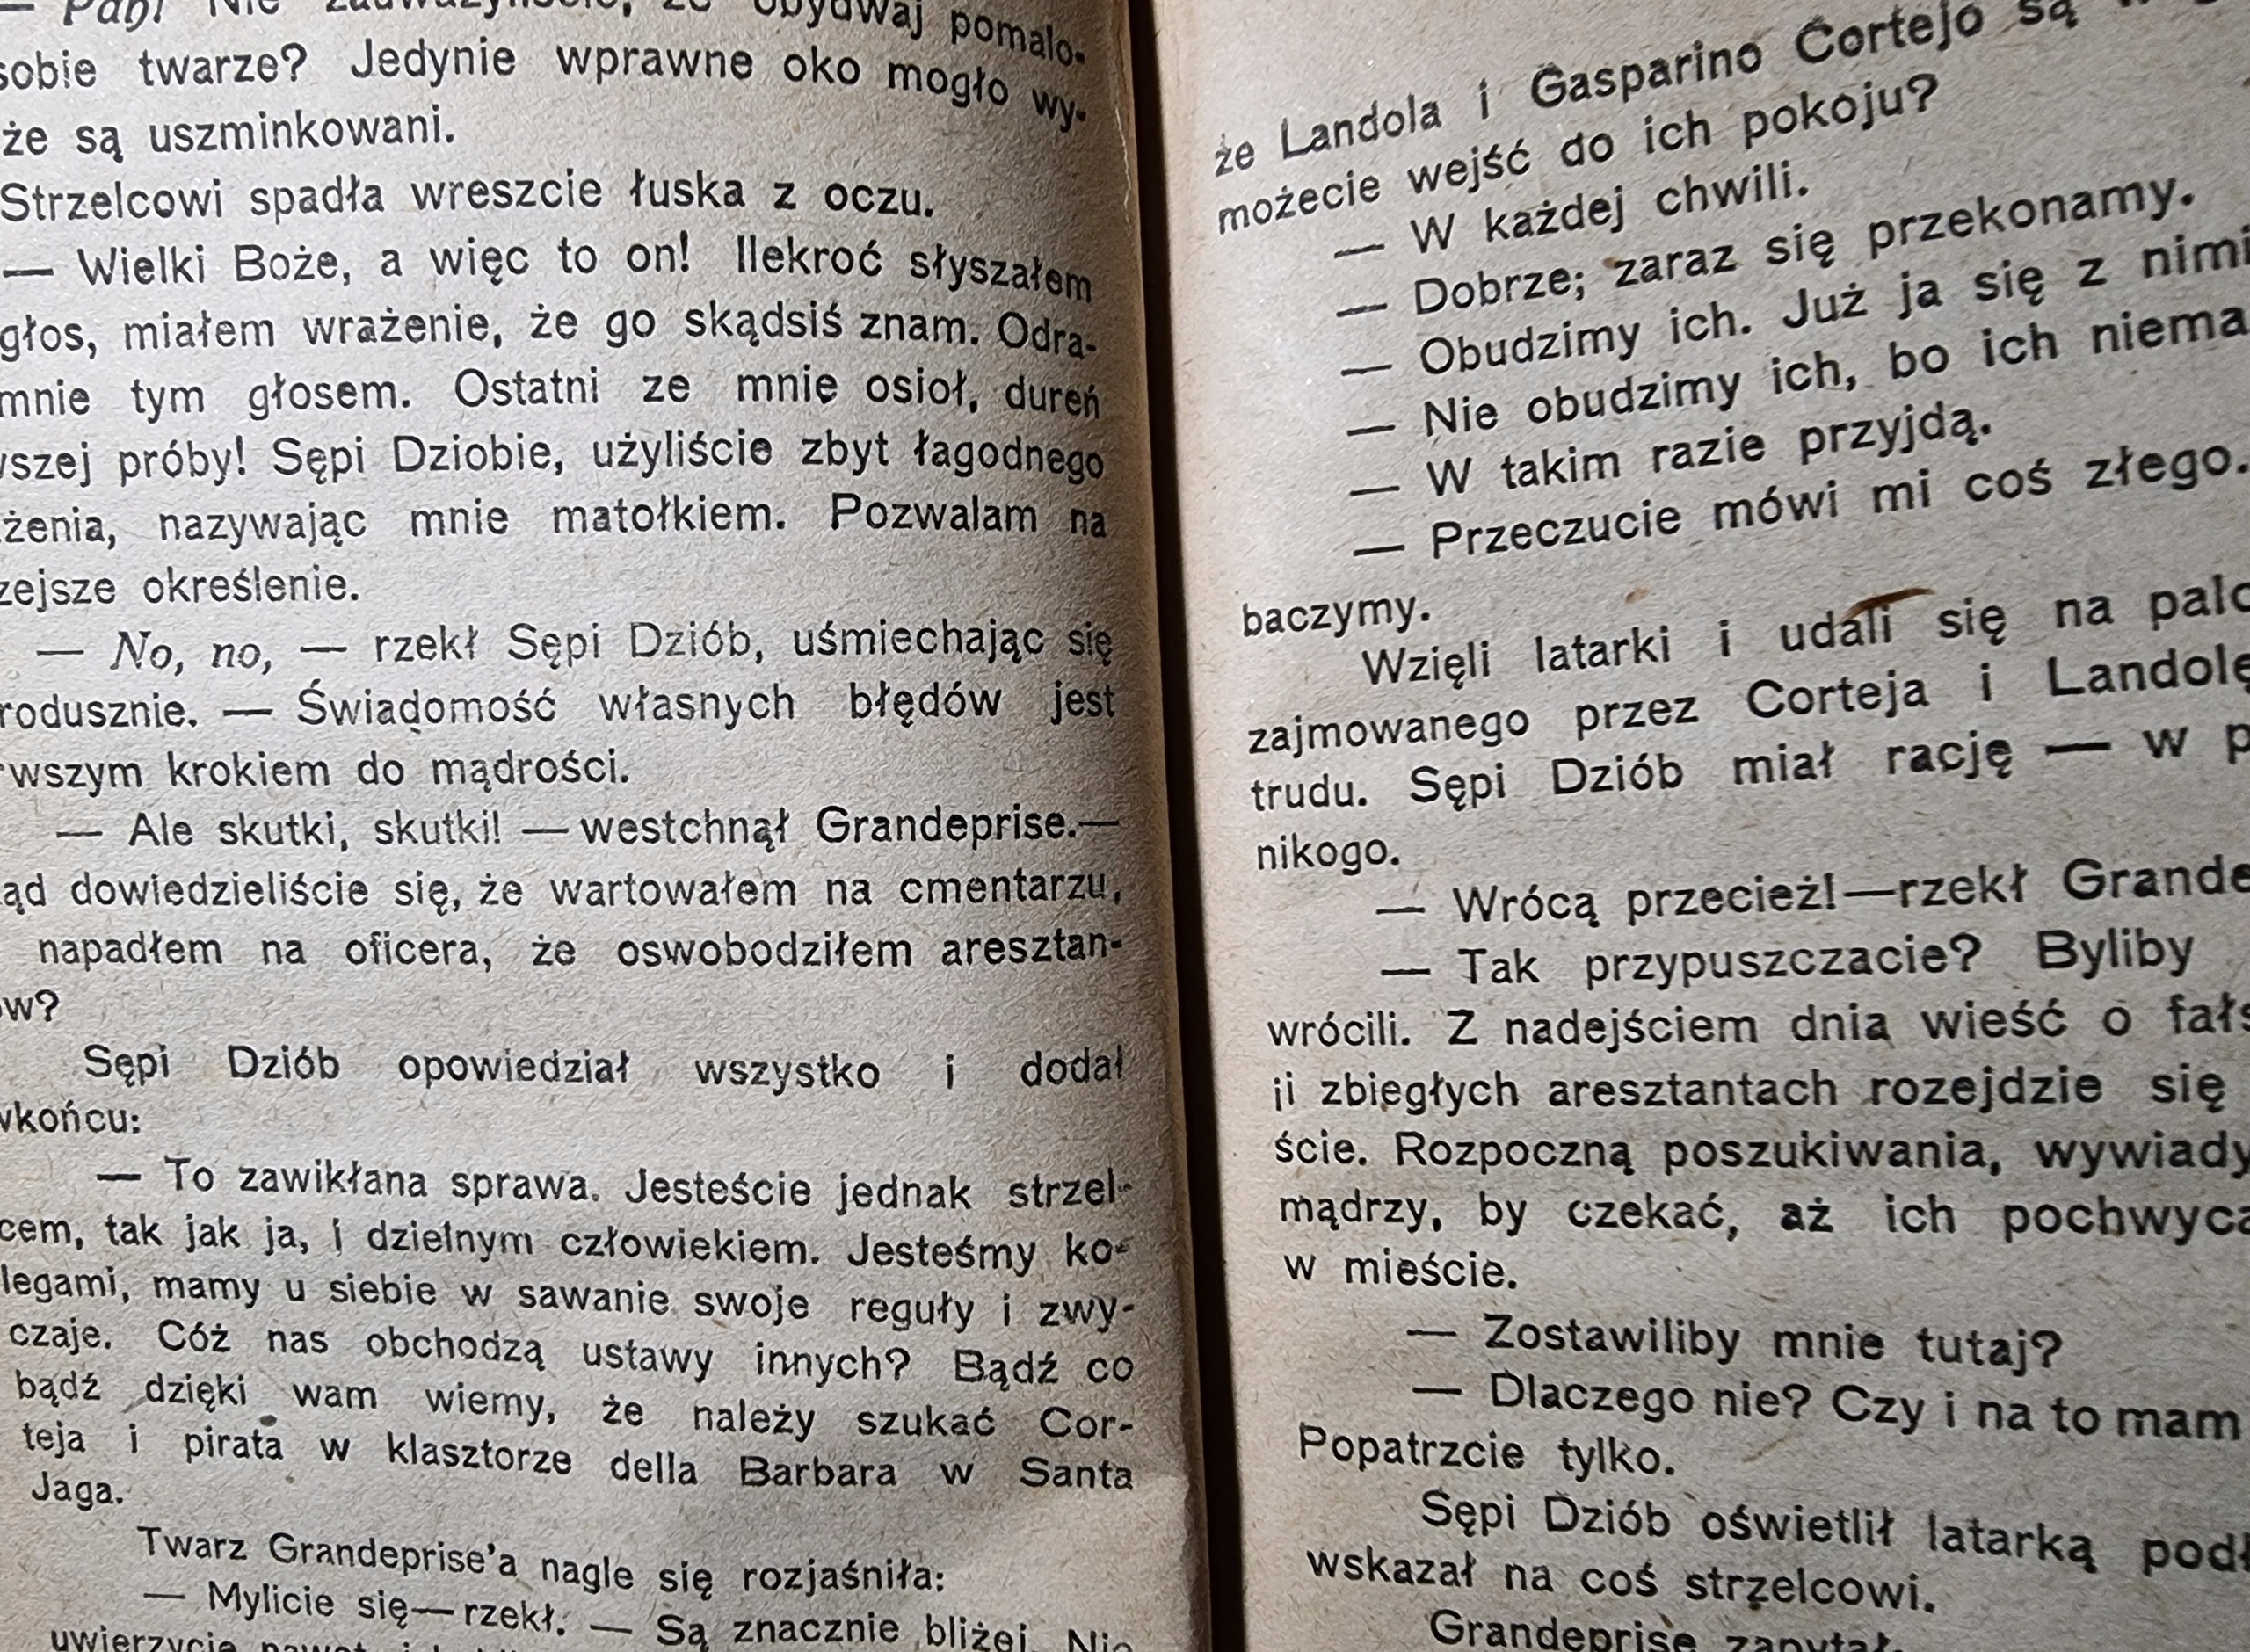 — Pah! Nie zauważyliście, że obydwaj pomalo-
sobie twarze? Jedynie wprawne oko mogło wy-
że są uszminkowani.
Strzelcowi spadła wreszcie łuska z oczu.
— Wielki Boże, a więc to on! Ilekroć słyszałem
głos, miałem wrażenie, że go skądsiś znam. Odra-
mnie tym głosem. Ostatni ze mnie osioł, dureń
wszej próby! Sępi Dziobie, użyliście zbyt łagodnego
żenia, nazywając mnie matołkiem. Pozwalam na
zejsze określenie.
— No, no, — rzekł Sępi Dziób, uśmiechając się
rodusznie. — Świadomość własnych błędów jest
rwszym krokiem do mądrości.
— Ale skutki, skutki! — westchnął Grandeprise.—
ąd dowiedzieliście się, że wartowałem na cmentarzu,
napadłem na oficera, że oswobodziłem aresztan-
ów?
Sępi Dziób opowiedział wszystko i dodał
wkońcu:
— To zawikłana sprawa. Jesteście jednak strzel-
cem, tak jak ja, i dzielnym człowiekiem. Jesteśmy ko-
legami, mamy u siebie w sawanie swoje reguły i zwy-
czaje. Cóż nas obchodzą ustawy innych? Bądź co
bądź dzięki wam wiemy, że należy szukać Cor-
teja i pirata w klasztorze della Barbara w Santa
Jaga.
Twarz Grandeprise'a nagle się rozjaśniła:
— Mylicie się—rzekł. — Są znacznie bliżej. Nie
uwierzycie nawet
że Landola i Gasparino Cortejo są
możecie wejść do ich pokoju?
— W każdej chwili.
— Dobrze; zaraz się przekonamy.
— Obudzimy ich. Już ja się z nimi
— Nie obudzimy ich, bo ich niema
— W takim razie przyjdą.
— Przeczucie mówi mi coś złego.
baczymy.
Wzięli latarki i udali się na palc
zajmowanego przez Corteja i Landolę
trudu. Sępi Dziób miał rację — w p
nikogo.
— Wrócą przecież!—rzekł Grande
— Tak przypuszczacie? Byliby
wrócili. Z nadejściem dnia wieść o fałs
ji zbiegłych aresztantach rozejdzie się
ście. Rozpoczną poszukiwania, wywiady
mądrzy, by czekać, aż ich pochwyca
w mieście.
— Zostawiliby mnie tutaj?
— Dlaczego nie? Czy i na to mam
Popatrzcie tylko.
Sępi Dziób oświetlił latarką podł
wskazał na coś strzelcowi.
Grandeprise zapytał: